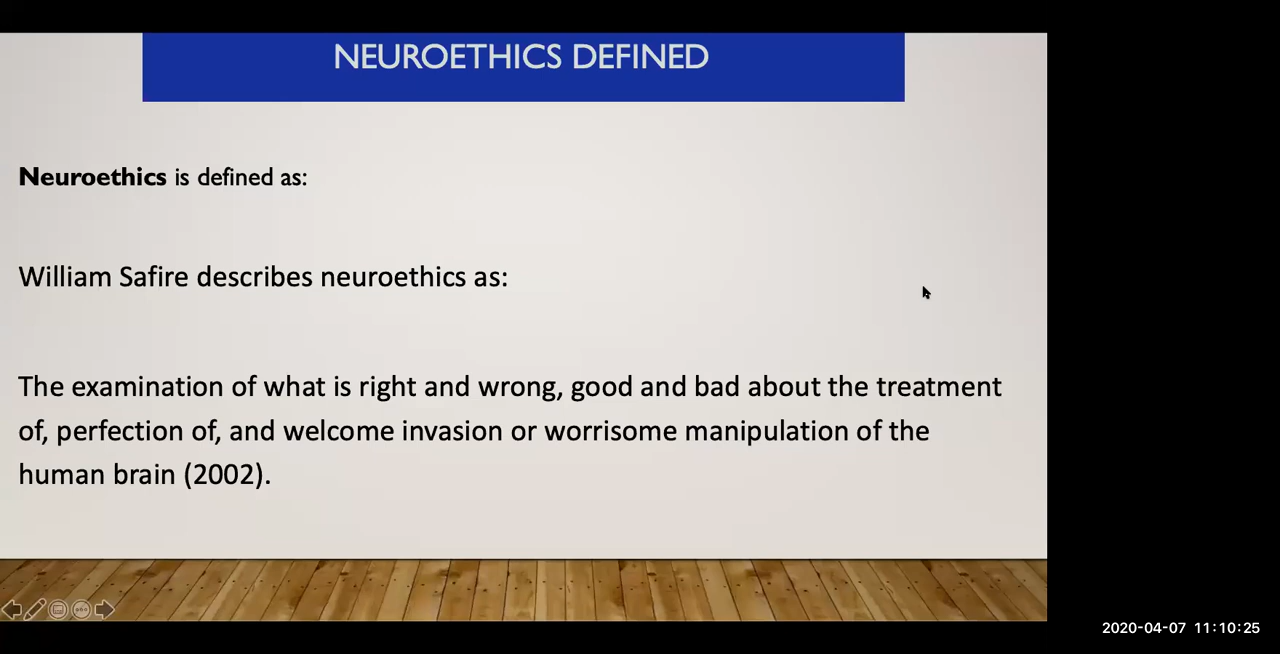 NEUROETHICS DEFINED
Neuroethics is defined as:
William Safire describes neuroethics as:
The examination of what is right and wrong, good and bad about the treatment
of, perfection of, and welcome invasion or worrisome manipulation of the
human brain (2002).
2020-04-07 11:10:25